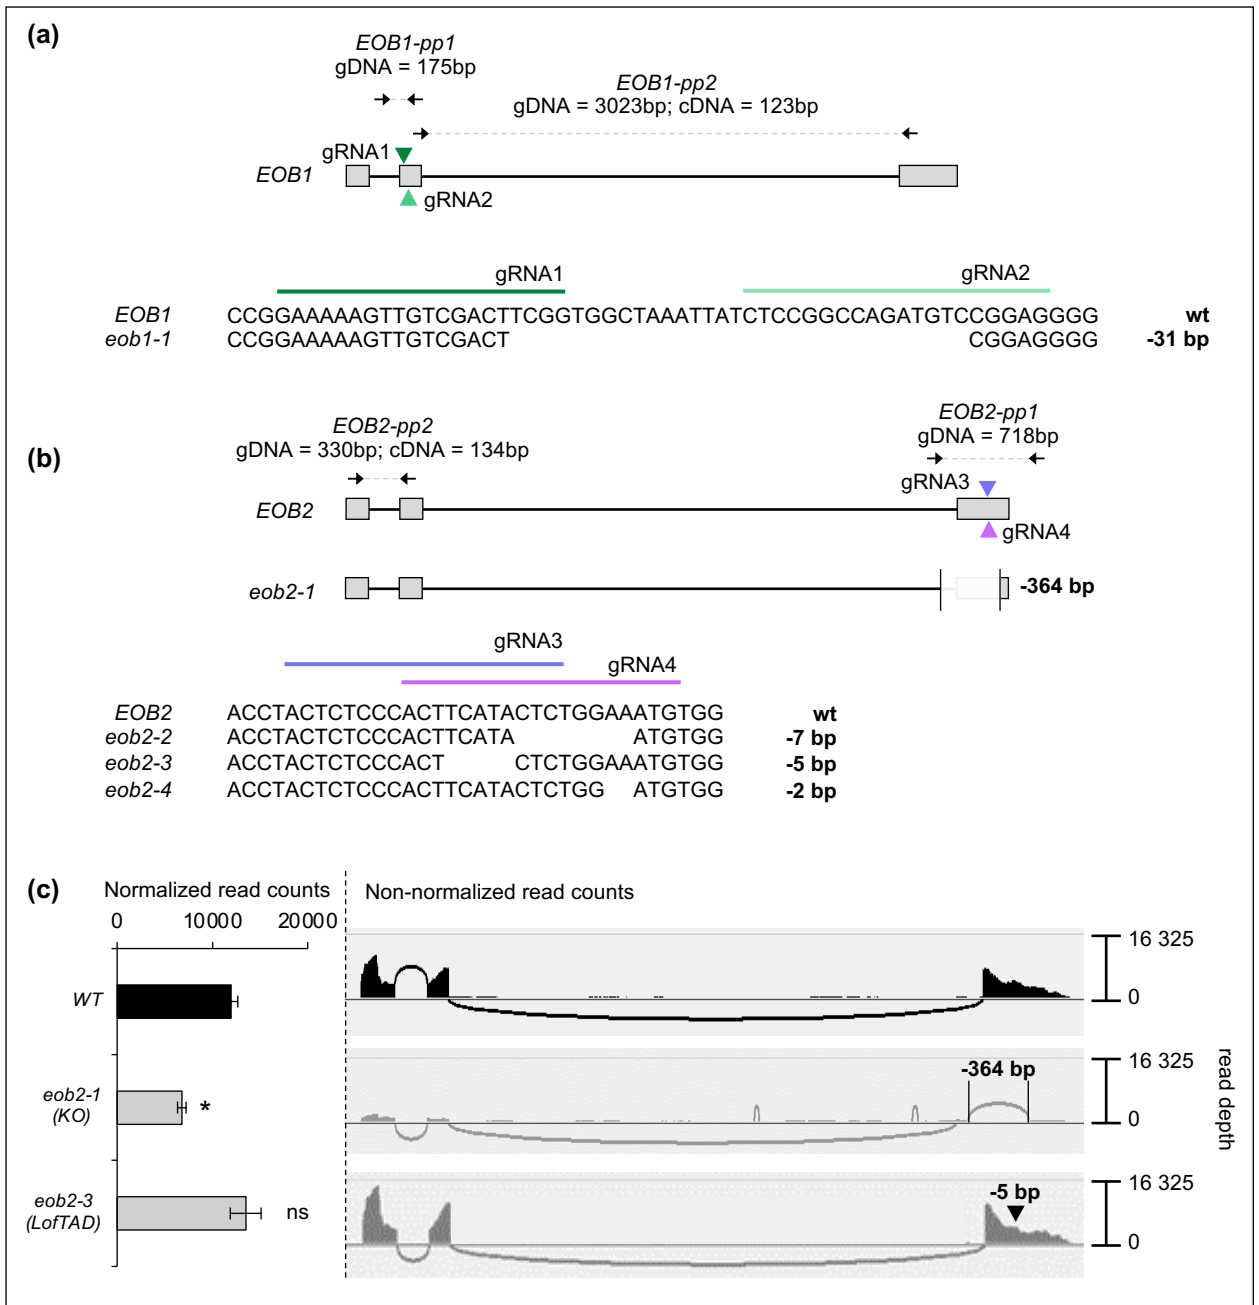 (a)
EOB1-pp1
gDNA = 175bp
EOB1-pp2
gDNA = 3023bp; cDNA = 123bp
gRNA1
EOB1
gRNA2
gRNA1
gRNA2
EOB1 CCGGAAAAAGTTGTCGACTTCGGTGGCTAAATTATCTCCGGCCAGATGTCCGGAGGGG wt
eob1-1 CCGGAAAAAGTTGTCGACT CGGAGGGG -31 bp
(b)
EOB2-pp2
gDNA = 330bp; cDNA = 134bp
EOB2-pp1
gDNA = 718bp
gRNA3
EOB2
gRNA4
eob2-1 -364 bp
gRNA3
gRNA4
EOB2 ACCTACTCTCCCACTTCATACTCTGGAAATGTGG wt
eob2-2 ACCTACTCTCCCACTTCATA ATGTGG -7 bp
eob2-3 ACCTACTCTCCCACT CTCTGGAAATGTGG -5 bp
eob2-4 ACCTACTCTCCCACTTCATACTCTGG ATGTGG -2 bp
(c)
Normalized read counts
0 10000 20000
Non-normalized read counts
WT
16 325
0
eob2-1
(KO)
*
-364 bp
16 325
0
eob2-3
(LofTAD)
ns
-5 bp
16 325
0
read depth